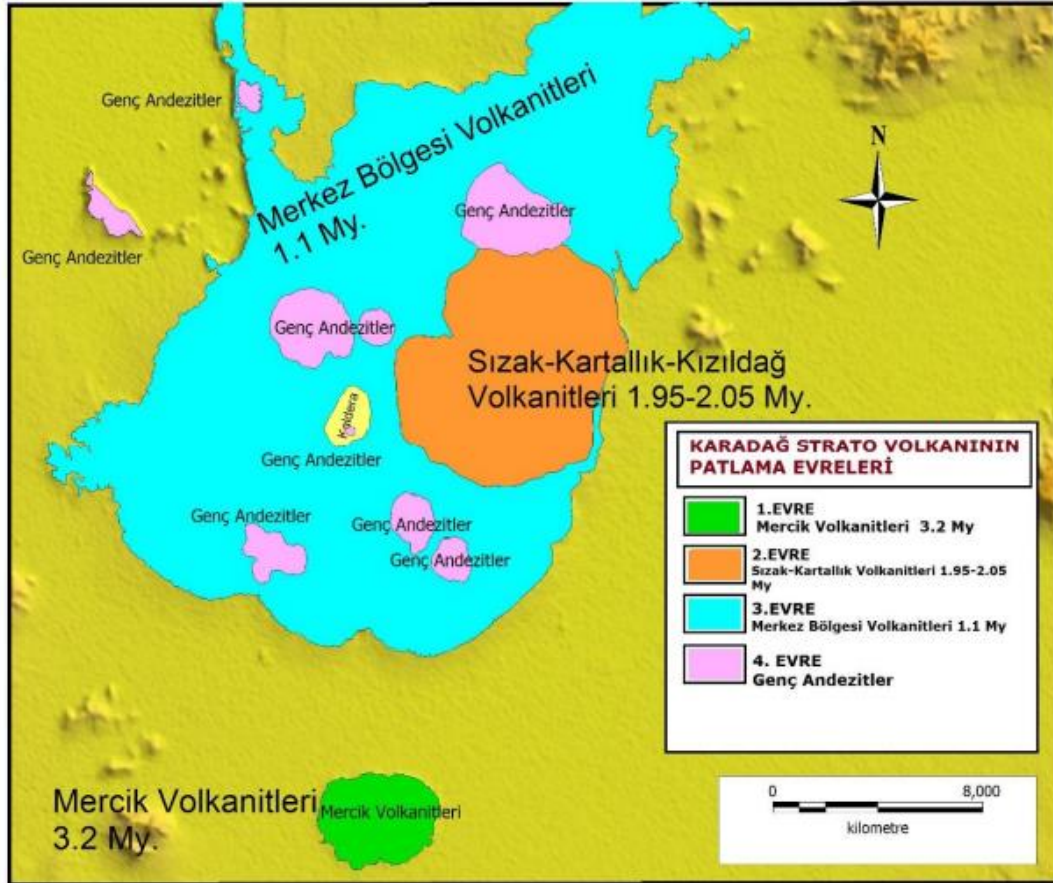 Genç Andezitler
Merkez Bölgesi Volkanitleri
1.1 My.
N
Genç Andezitler
Genç Andezitler
Genç Andezitler
Sızak-Kartallık-Kızıldağ
Volkanitleri 1.95-2.05 My.
Kaldera
Genç Andezitler
Genç Andezitler
Genç Andezitler
Genç Andezitler
KARADAĞ STRATO VOLKANININ
PATLAMA EVRELERİ
1.EVRE
Mercik Volkanitleri 3.2 My
2.EVRE
Sızak-Kartallık Volkanitleri 1.95-2.05
My
3.EVRE
Merkez Bölgesi Volkanitleri 1.1 My
4. EVRE
Genç Andezitler
Mercik Volkanitleri
3.2 My.
Mercik Volkanitleri
0 8,000
kilometre